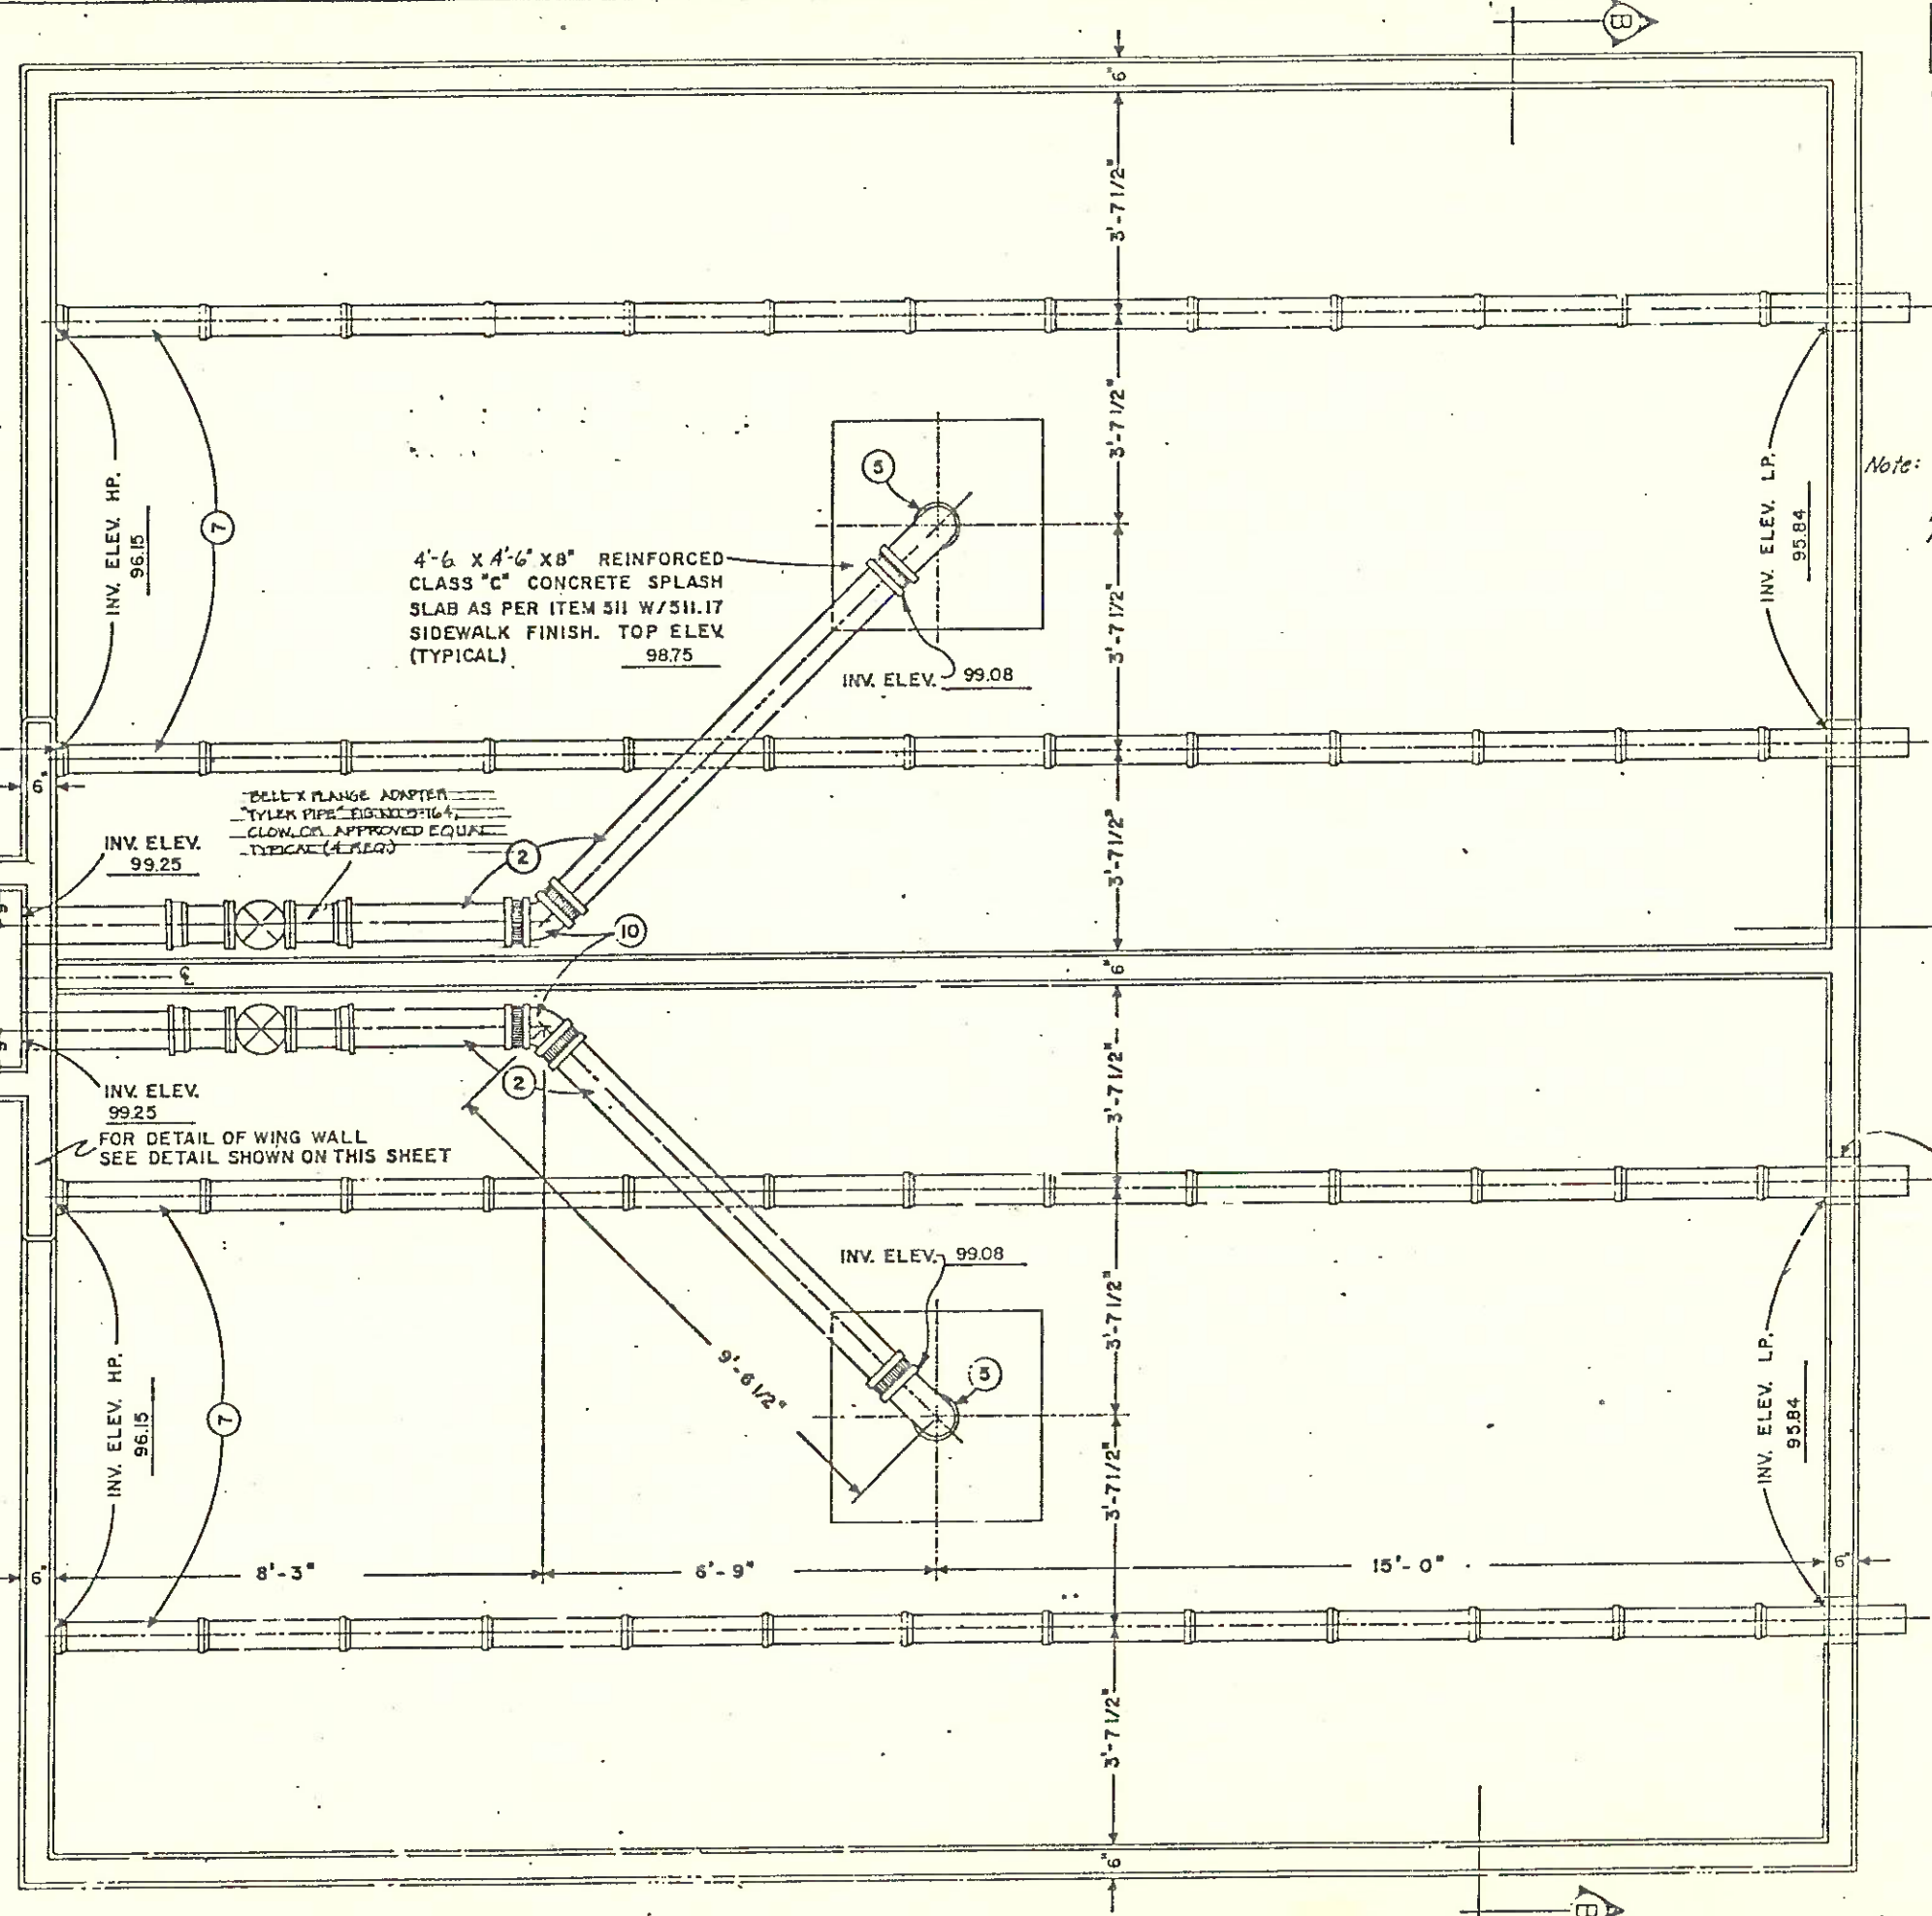 B
6"
3'-7 1/2"
3'-7 1/2"
3'-7 1/2"
3'-7 1/2"
6"
3'-7 1/2"
3'-7 1/2"
3'-7 1/2"
3'-7 1/2"
6"
INV. ELEV. HP.
96.15
7
4'-6 X 4'-6" X 8" REINFORCED
CLASS "C" CONCRETE SPLASH
SLAB AS PER ITEM 511 W/511.17
SIDEWALK FINISH. TOP ELEV.
(TYPICAL)
98.75
5
INV. ELEV. 99.08
INV. ELEV. LP.
95.84
Note:
6"
BELL X FLANGE ADAPTER
"TYLER PIPE"
CLOW, OR APPROVED EQUAL
TYPICAL (4 REQ.)
INV. ELEV.
99.25
2
10
℄
2
INV. ELEV.
99.25
FOR DETAIL OF WING WALL
SEE DETAIL SHOWN ON THIS SHEET
INV. ELEV. 99.08
INV. ELEV. HP.
96.15
7
9'-6 1/2"
INV. ELEV. LP.
95.84
6"
8'-3"
6'-9"
15'-0"
6"
B